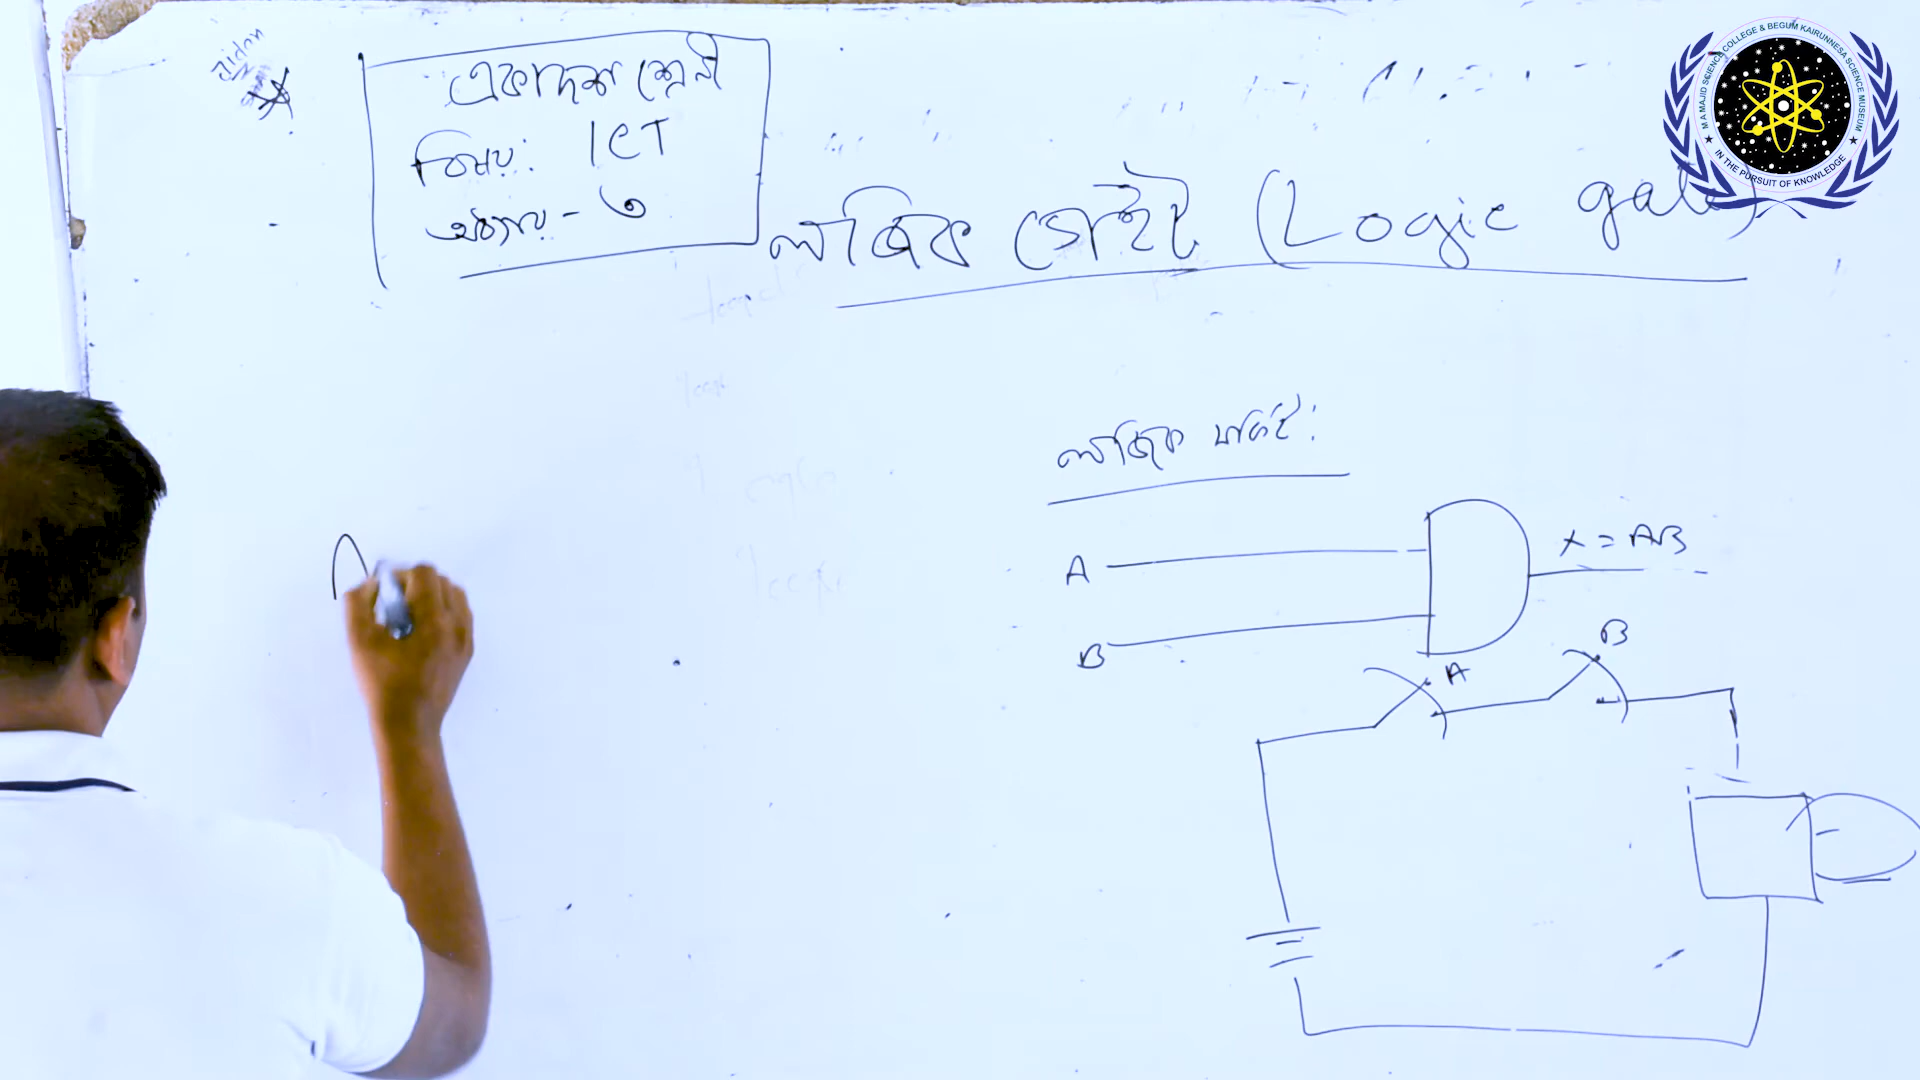 একাদশ শ্রেনী
বিষয়: ICT
অধ্যায় - ৩
লজিক গেইট (Logic gate)
লজিক সার্কিট:
A
B
X = AB
A
B
M A MAJID SCIENCE COLLEGE & BEGUM KAIRUNNESA SCIENCE MUSEUM
IN THE PURSUIT OF KNOWLEDGE